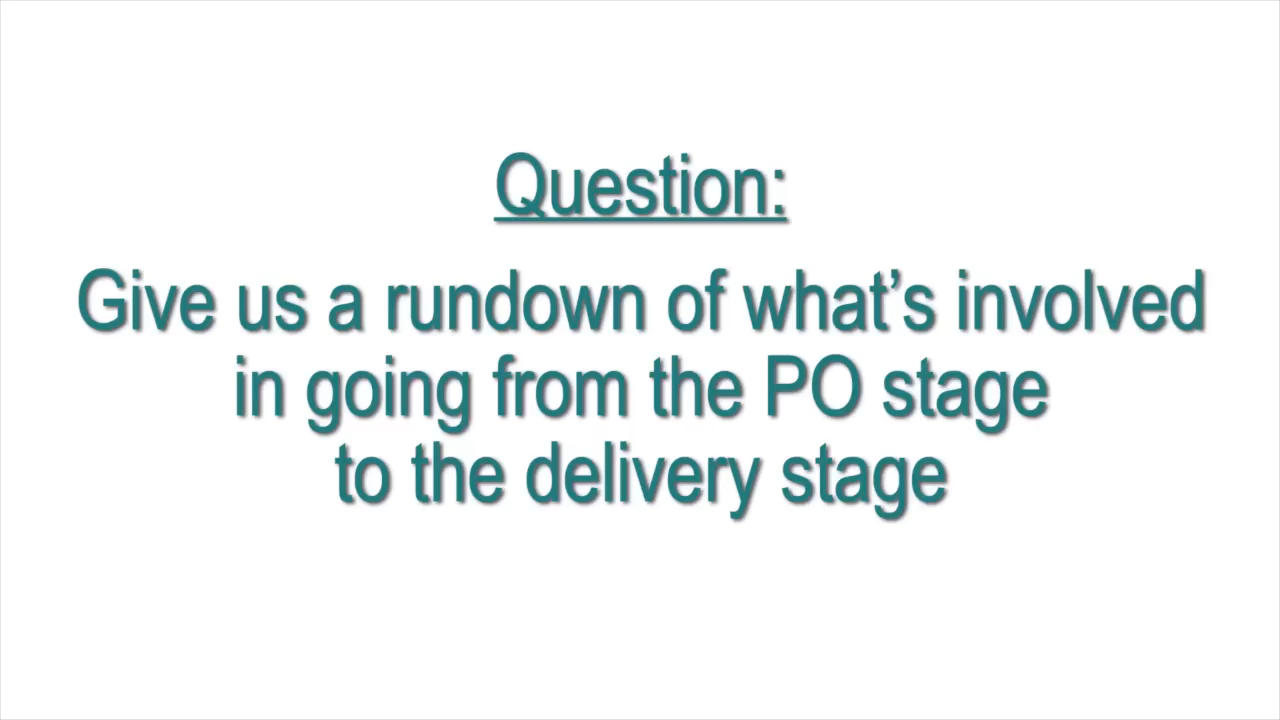 Question:
Give us a rundown of what’s involved
in going from the PO stage
to the delivery stage